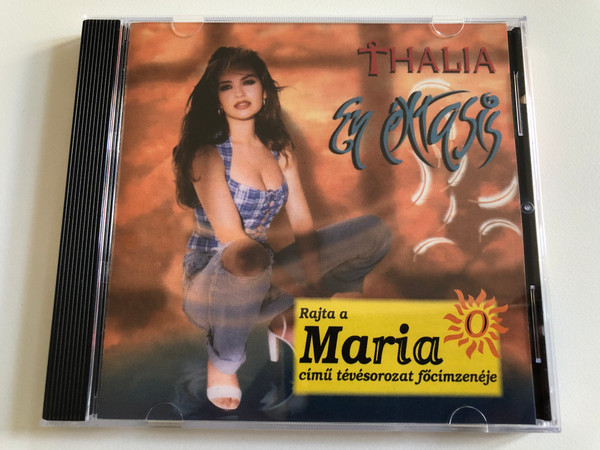 THALIA
En éxtasis
Rajta a
Maria
című tévésorozat főcímzenéje